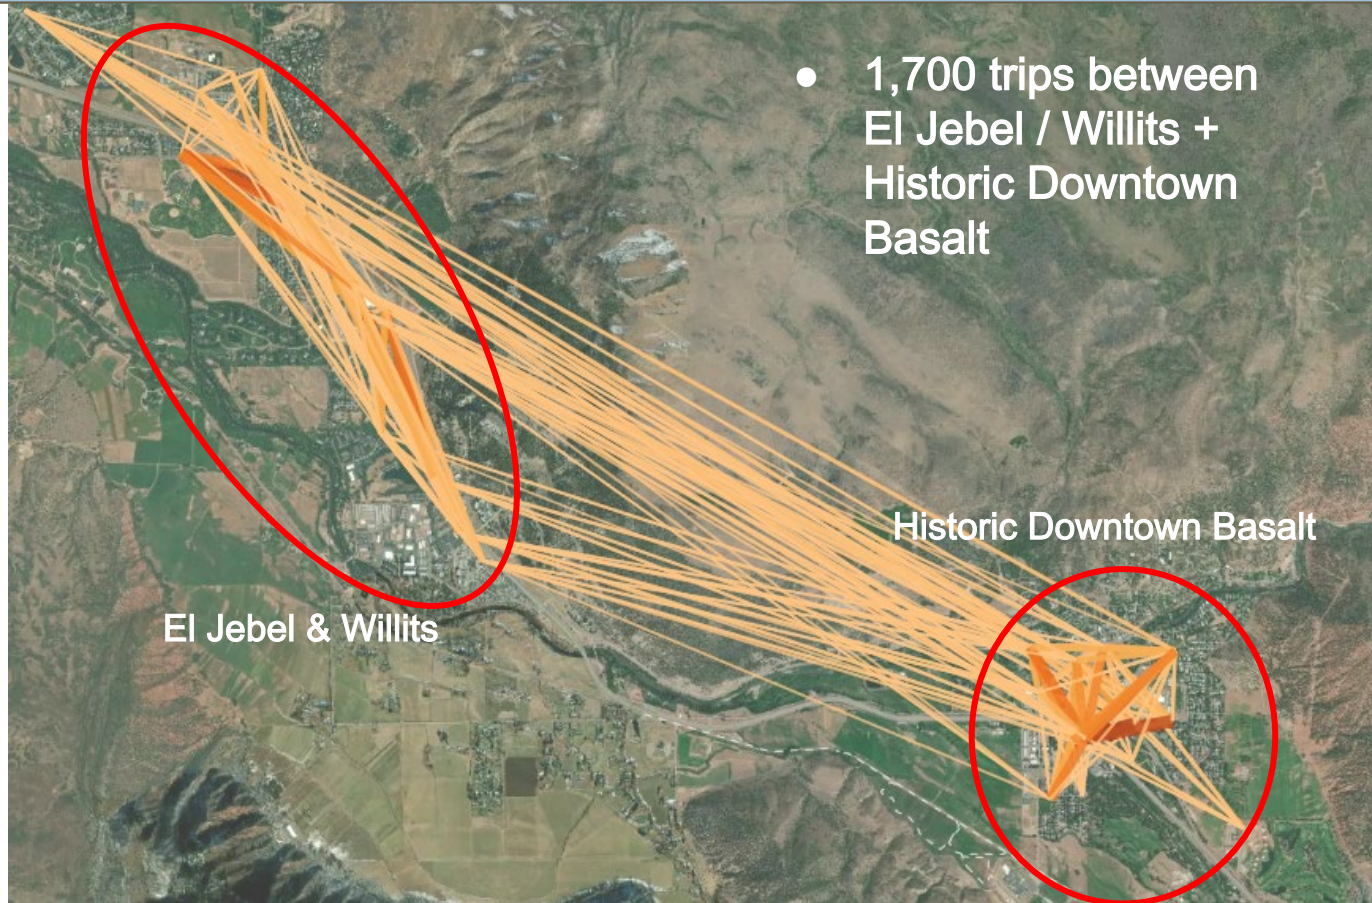 ● 1,700 trips between
El Jebel / Willits +
Historic Downtown
Basalt
Historic Downtown Basalt
El Jebel & Willits